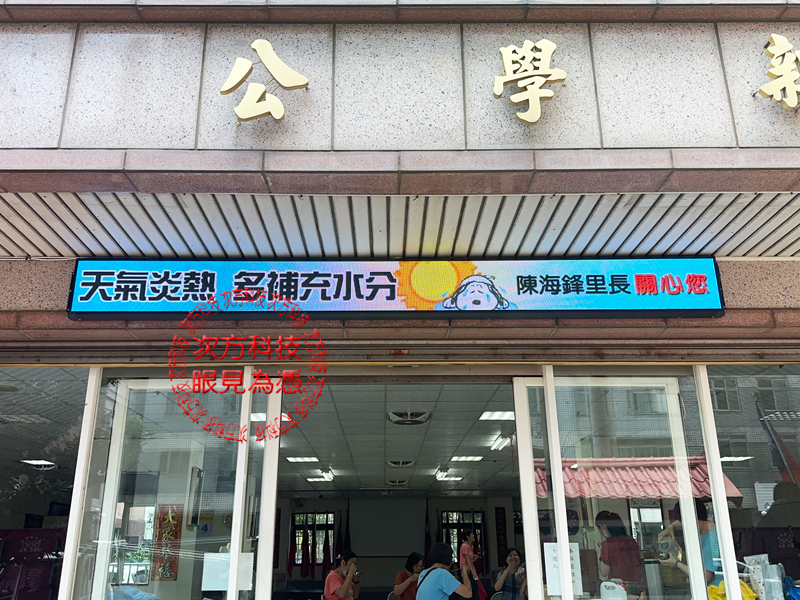 公 學 新
天氣炎熱 多補充水分 陳海鋒里長 關心您
次方科技
眼見為憑